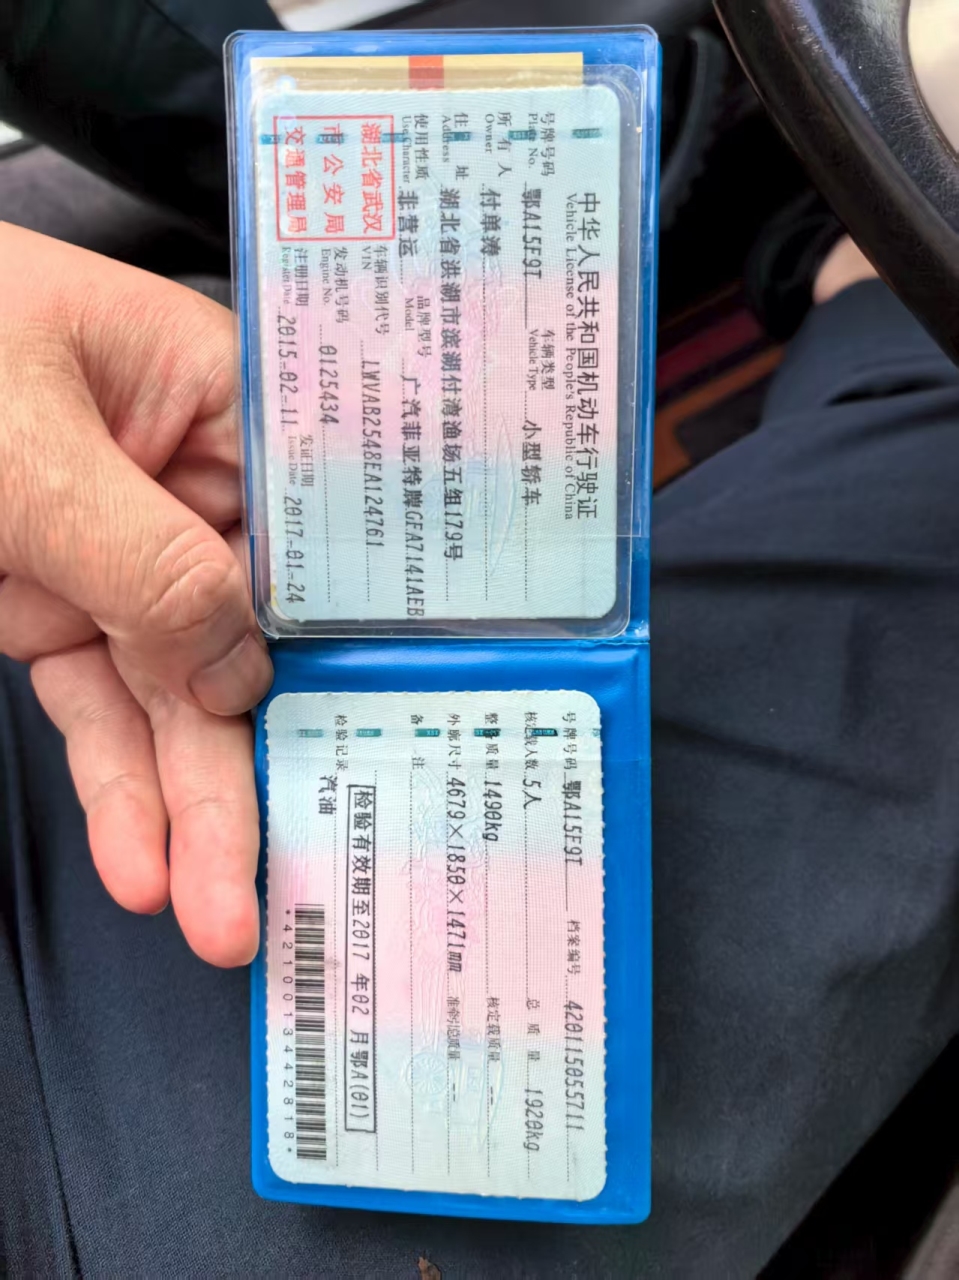 中华人民共和国机动车行驶证
Vehicle License of the People's Republic of China
号牌号码 鄂A15F9T 车辆类型 小型轿车
Plate No. Vehicle Type
所有人 付单涛
Owner
住址 湖北省洪湖市滨湖付湾渔场五组179号
Address
使用性质 非营运 品牌型号 广汽菲亚特牌GFA7141AEB
Use Character Model
湖北省武汉
市公安局
交通管理局
车辆识别代号 LWVAB2548EA124761
VIN
发动机号码 0125434
Engine No.
注册日期 2015-02-11 发证日期 2017-01-24
Register Date Issue Date
号牌号码 鄂A15F9T 档案编号 420115055711
核定载人数 5人 总质量 1920kg
整备质量 1490kg 核定载质量 --
外廓尺寸 4679×1850×1471mm 准牵引总质量 --
备注
检验有效期至2017年02月鄂A(01)
检验记录
汽油
*4210013442818*